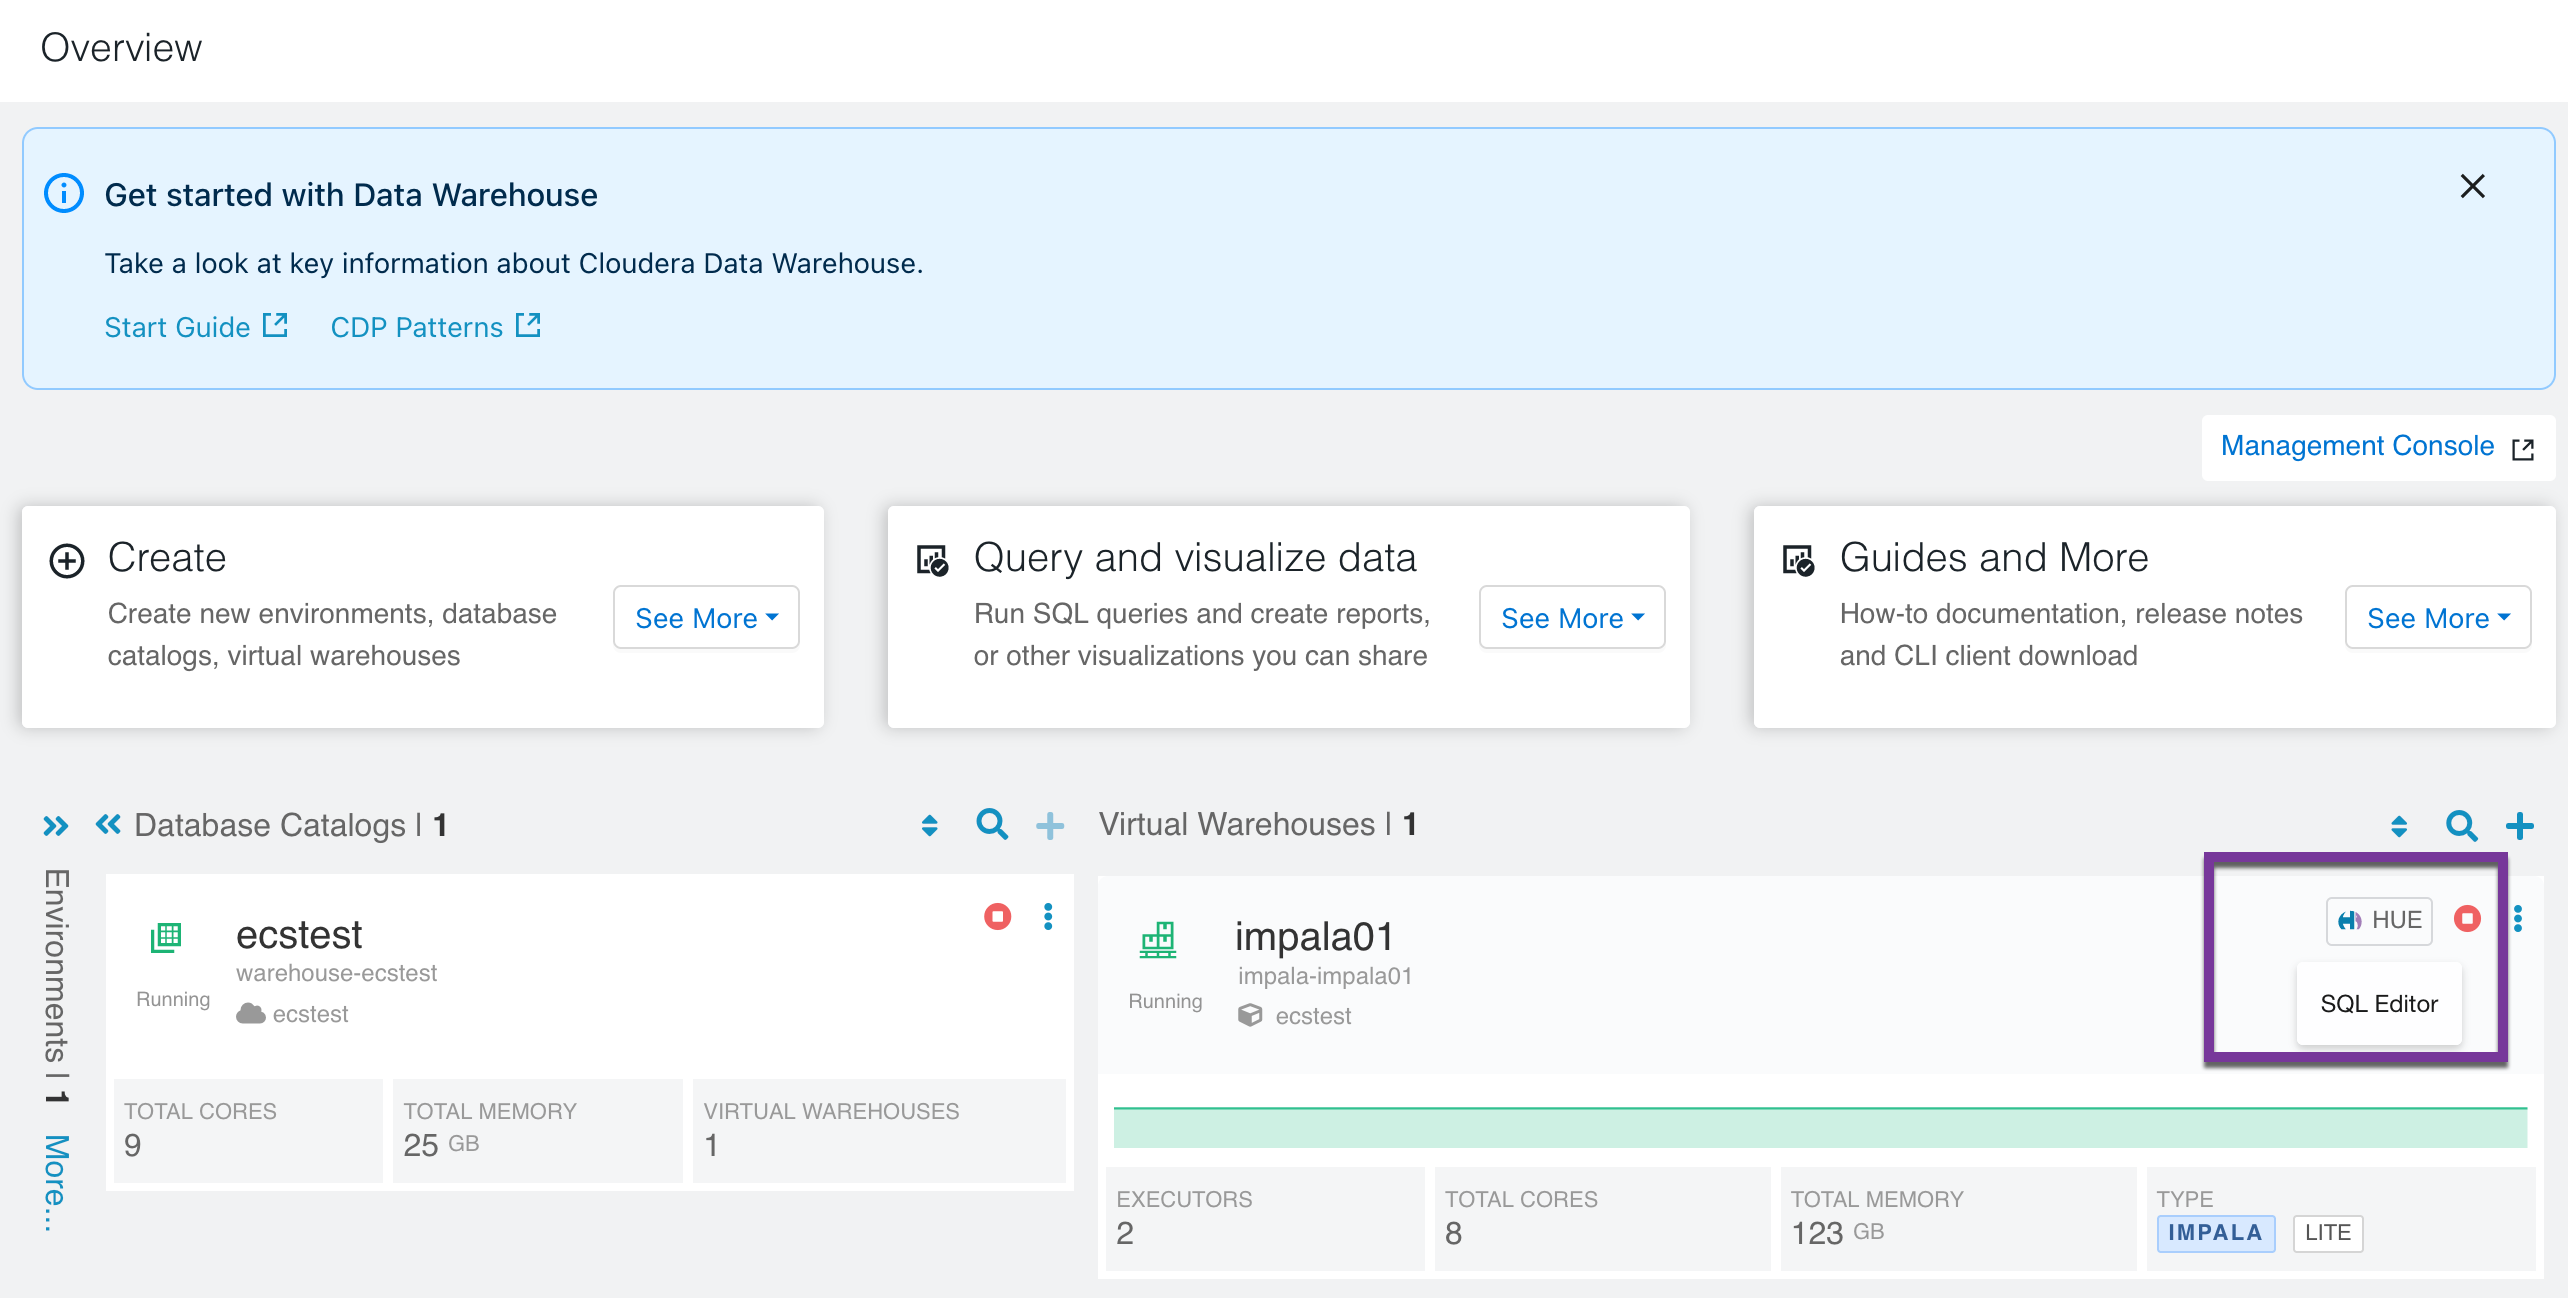 Overview
Get started with Data Warehouse
Take a look at key information about Cloudera Data Warehouse.
Start Guide CDP Patterns
Management Console
Create
Create new environments, database
catalogs, virtual warehouses
See More
Query and visualize data
Run SQL queries and create reports,
or other visualizations you can share
See More
Guides and More
How-to documentation, release notes
and CLI client download
See More
Environments | 1 More...
Database Catalogs | 1
ecstest
warehouse-ecstest
Running
ecstest
TOTAL CORES
9
TOTAL MEMORY
25 GB
VIRTUAL WAREHOUSES
1
Virtual Warehouses | 1
impala01
impala-impala01
Running
ecstest
HUE
SQL Editor
EXECUTORS
2
TOTAL CORES
8
TOTAL MEMORY
123 GB
TYPE
IMPALA LITE